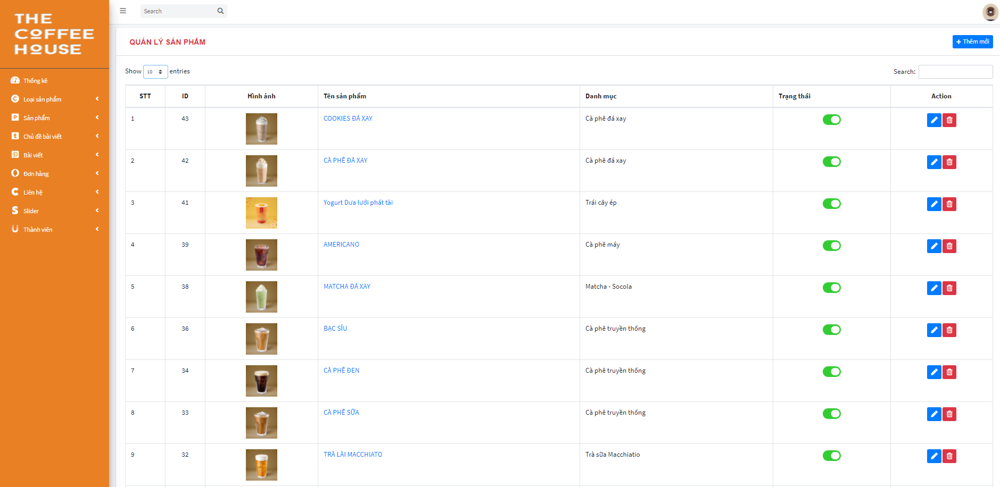 THE
COFFEE
HOUSE
Thống kê
Loại sản phẩm
Sản phẩm
Chủ đề bài viết
Bài viết
Đơn hàng
Liên hệ
Slider
Thành viên
Search
QUẢN LÝ SẢN PHẨM
+ Thêm mới
Show 10 entries
Search:
STT ID Hình ảnh Tên sản phẩm Danh mục Trạng thái Action
1 43 COOKIES ĐÁ XAY Cà phê đá xay
2 42 CÀ PHÊ ĐÁ XAY Cà phê đá xay
3 41 Yogurt Dưa lưới phát tài Trái cây ép
4 39 AMERICANO Cà phê máy
5 38 MATCHA ĐÁ XAY Matcha - Socola
6 36 BẠC SỈU Cà phê truyền thống
7 34 CÀ PHÊ ĐEN Cà phê truyền thống
8 33 CÀ PHÊ SỮA Cà phê truyền thống
9 32 TRÀ LÀI MACCHIATO Trà sữa Macchiatio